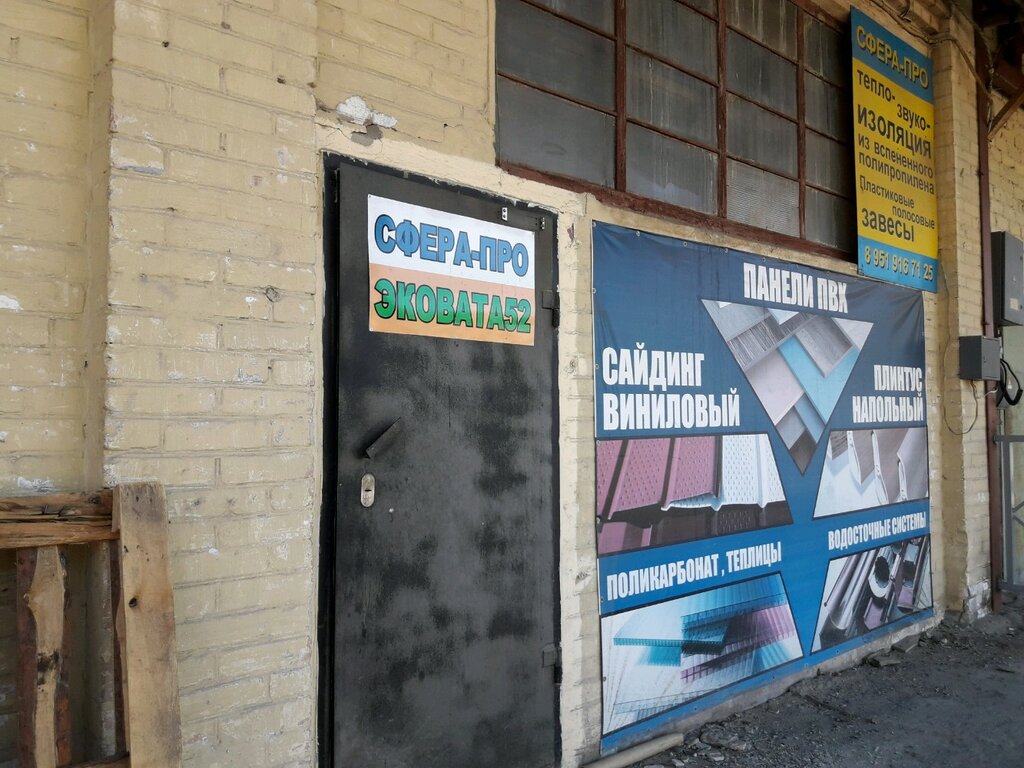 СФЕРА-ПРО
ЭКОВАТА52
ПАНЕЛИ ПВХ
САЙДИНГ
ВИНИЛОВЫЙ
ПЛИНТУС
НАПОЛЬНЫЙ
ПОЛИКАРБОНАТ, ТЕПЛИЦЫ
ВОДОСТОЧНЫЕ СИСТЕМЫ
СФЕРА-ПРО
тепло-
звуко-
ИЗОЛЯЦИЯ
из вспененного
полипропилена
Пластиковые
полосовые
завесы
8 951 916 71 25